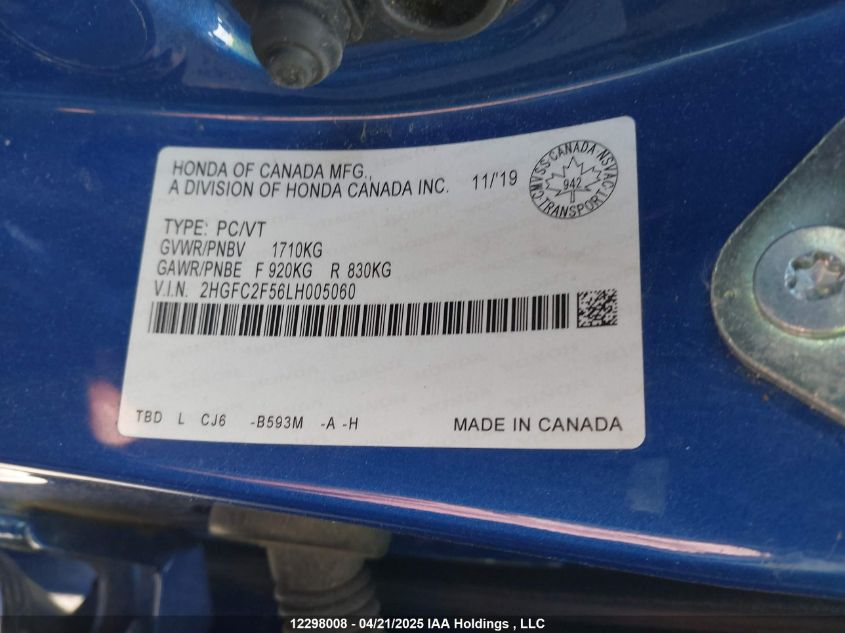 HONDA OF CANADA MFG.,
A DIVISION OF HONDA CANADA INC. 11/'19
CMVSS·CANADA·NSVAC
942
TRANSPORT
TYPE: PC/VT
GVWR/PNBV 1710KG
GAWR/PNBE F 920KG R 830KG
V.I.N. 2HGFC2F56LH005060
TBD L CJ6 -B593M -A -H
MADE IN CANADA
12298008 - 04/21/2025 IAA Holdings , LLC